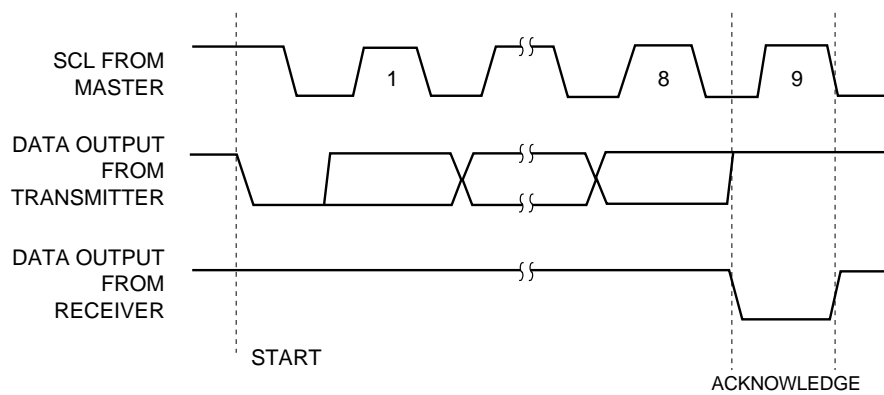 SCL FROM
MASTER
1
8
9
DATA OUTPUT
FROM
TRANSMITTER
DATA OUTPUT
FROM
RECEIVER
START
ACKNOWLEDGE